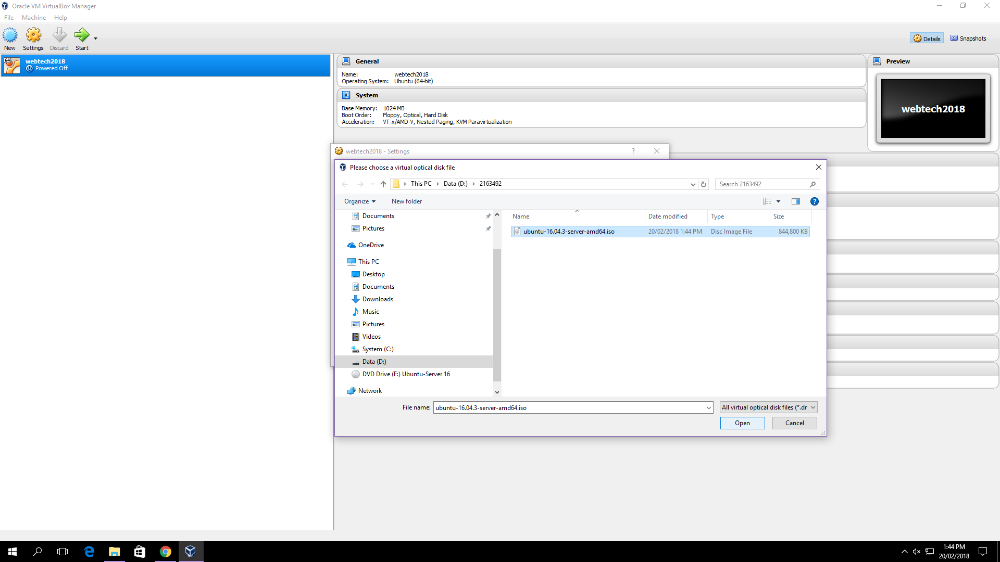 Oracle VM VirtualBox Manager
File Machine Help
New Settings Discard Start
Details Snapshots
64 webtech2018
Powered Off
General
Name: webtech2018
Operating System: Ubuntu (64-bit)
System
Base Memory: 1024 MB
Boot Order: Floppy, Optical, Hard Disk
Acceleration: VT-x/AMD-V, Nested Paging, KVM Paravirtualization
Preview
webtech2018
webtech2018 - Settings ?
Please choose a virtual optical disk file
This PC › Data (D:) › 2163492
Search 2163492
Organize New folder
Documents
Pictures
OneDrive
This PC
Desktop
Documents
Downloads
Music
Pictures
Videos
System (C:)
Data (D:)
DVD Drive (F:) Ubuntu-Server 16
Network
Name Date modified Type Size
ubuntu-16.04.3-server-amd64.iso 20/02/2018 1:44 PM Disc Image File 844,800 KB
File name: ubuntu-16.04.3-server-amd64.iso
All virtual optical disk files (*.dr
Open Cancel
1:44 PM
20/02/2018